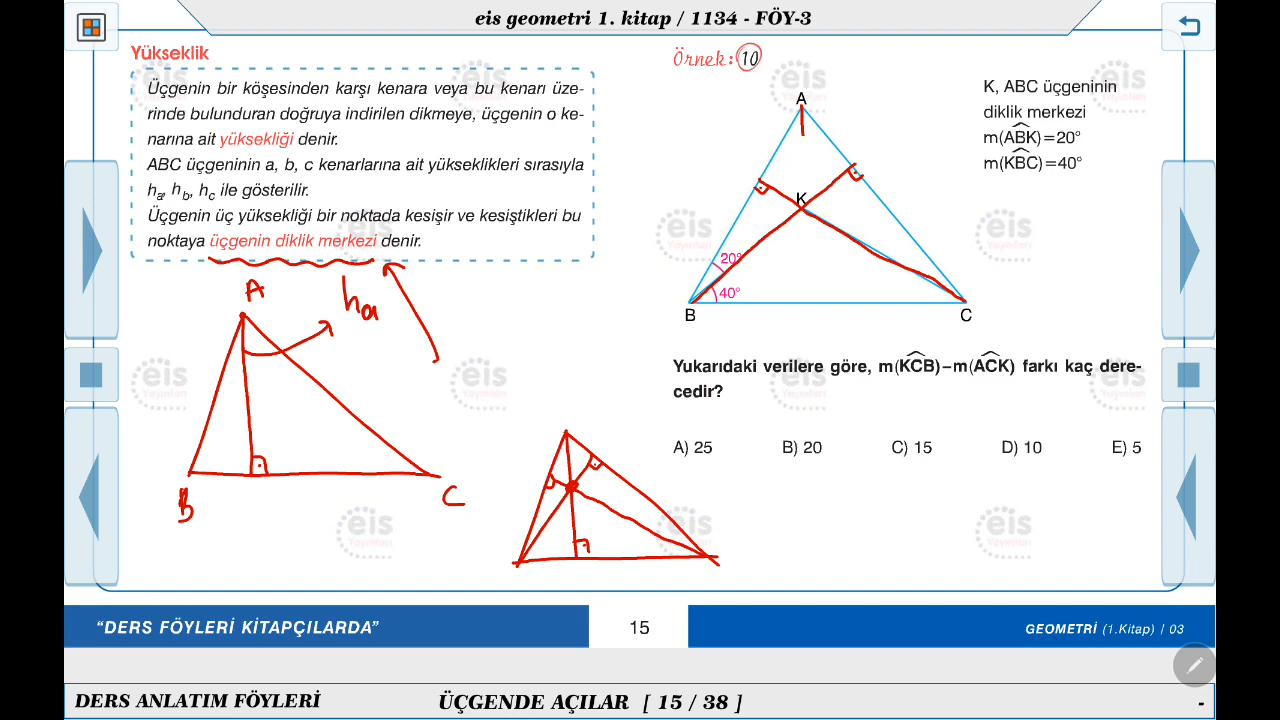 eis geometri 1. kitap / 1134 - FÖY-3
Yükseklik
Üçgenin bir köşesinden karşı kenara veya bu kenarı üze-
rinde bulunduran doğruya indirilen dikmeye, üçgenin o ke-
narına ait yüksekliği denir.
ABC üçgeninin a, b, c kenarlarına ait yükseklikleri sırasıyla
ha, hb, hc ile gösterilir.
Üçgenin üç yüksekliği bir noktada kesişir ve kesiştikleri bu
noktaya üçgenin diklik merkezi denir.
A
ha
B
C
Örnek: 10
A
K
20°
40°
B
C
K, ABC üçgeninin
diklik merkezi
m(ABK)=20°
m(KBC)=40°
Yukarıdaki verilere göre, m(KCB)–m(ACK) farkı kaç dere-
cedir?
A) 25 B) 20 C) 15 D) 10 E) 5
eis Yayınları
"DERS FÖYLERİ KİTAPÇILARDA"
15
GEOMETRİ (1.Kitap) / 03
DERS ANLATIM FÖYLERİ
ÜÇGENDE AÇILAR [ 15 / 38 ]
-